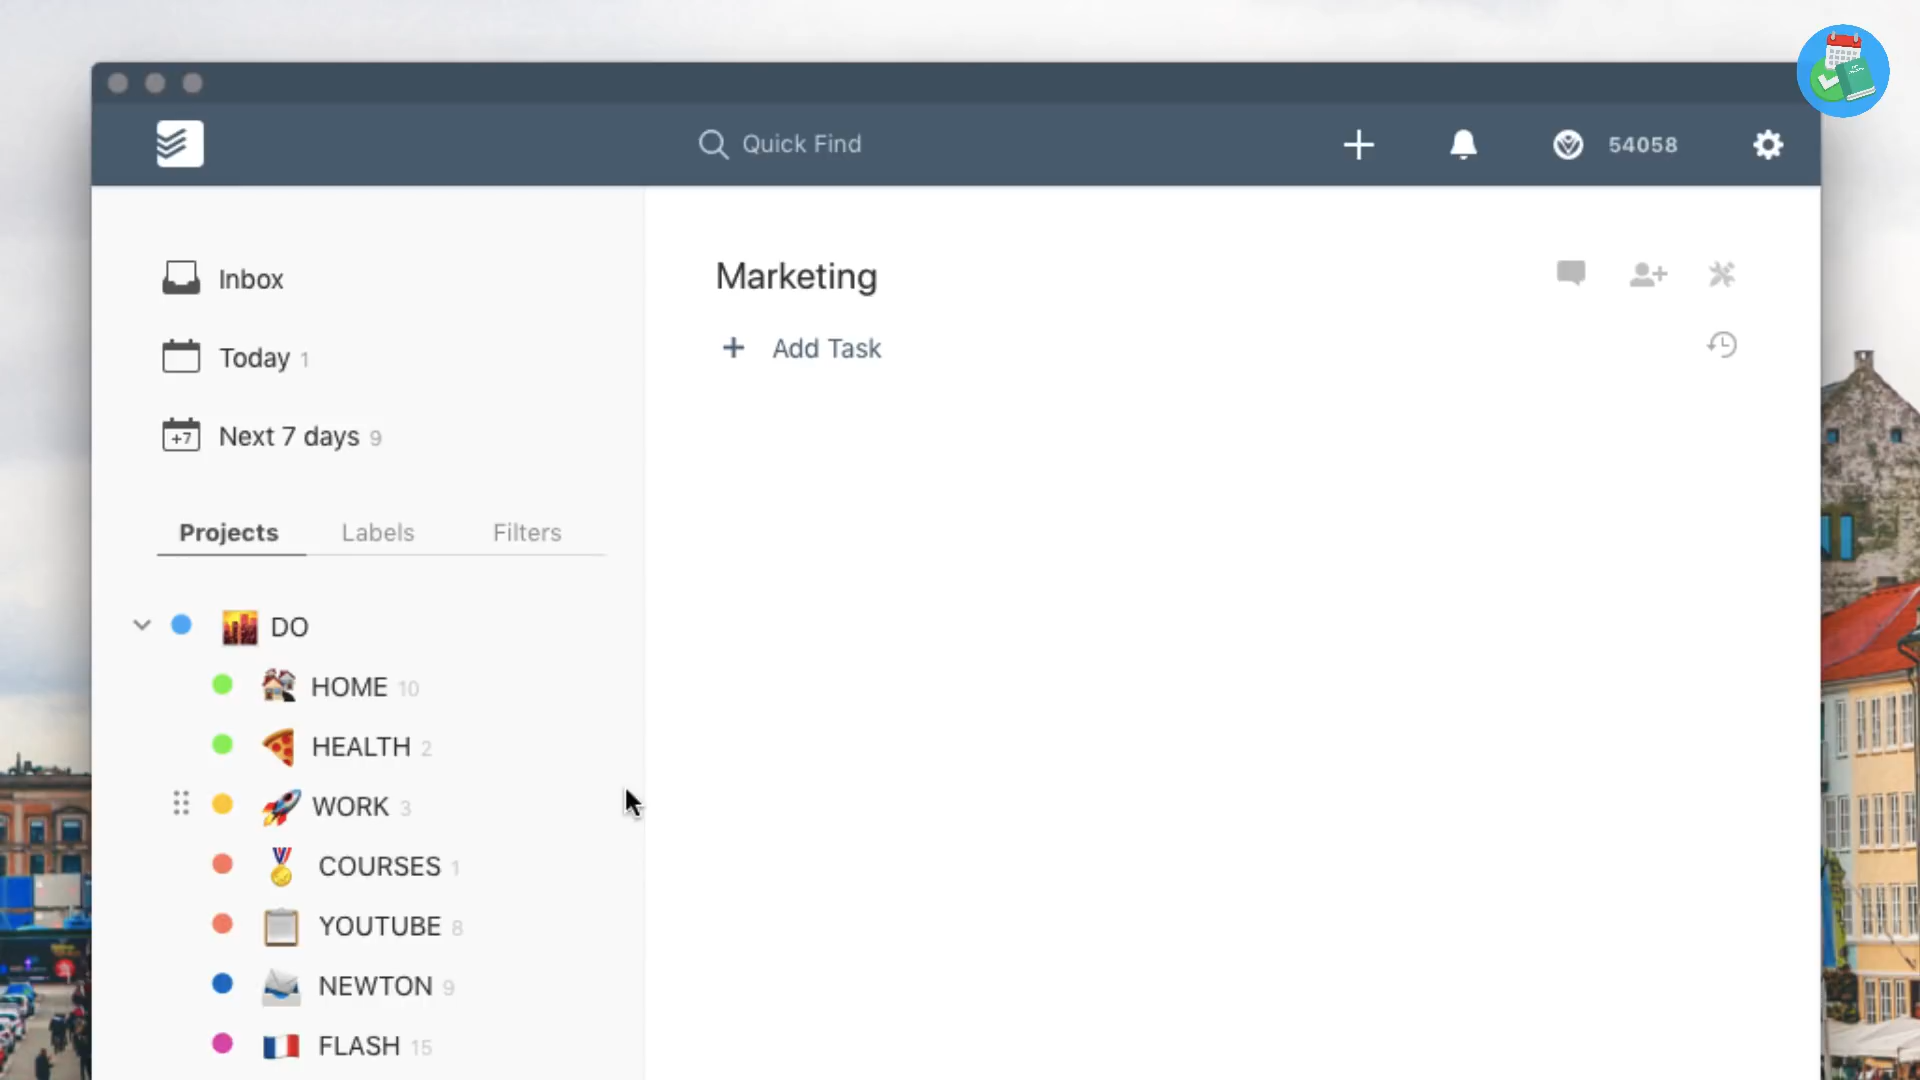 Quick Find
54058
Inbox
Today 1
+7 Next 7 days 9
Projects Labels Filters
DO
HOME 10
HEALTH 2
WORK 3
COURSES 1
YOUTUBE 8
NEWTON 9
FLASH 15
Marketing
+ Add Task